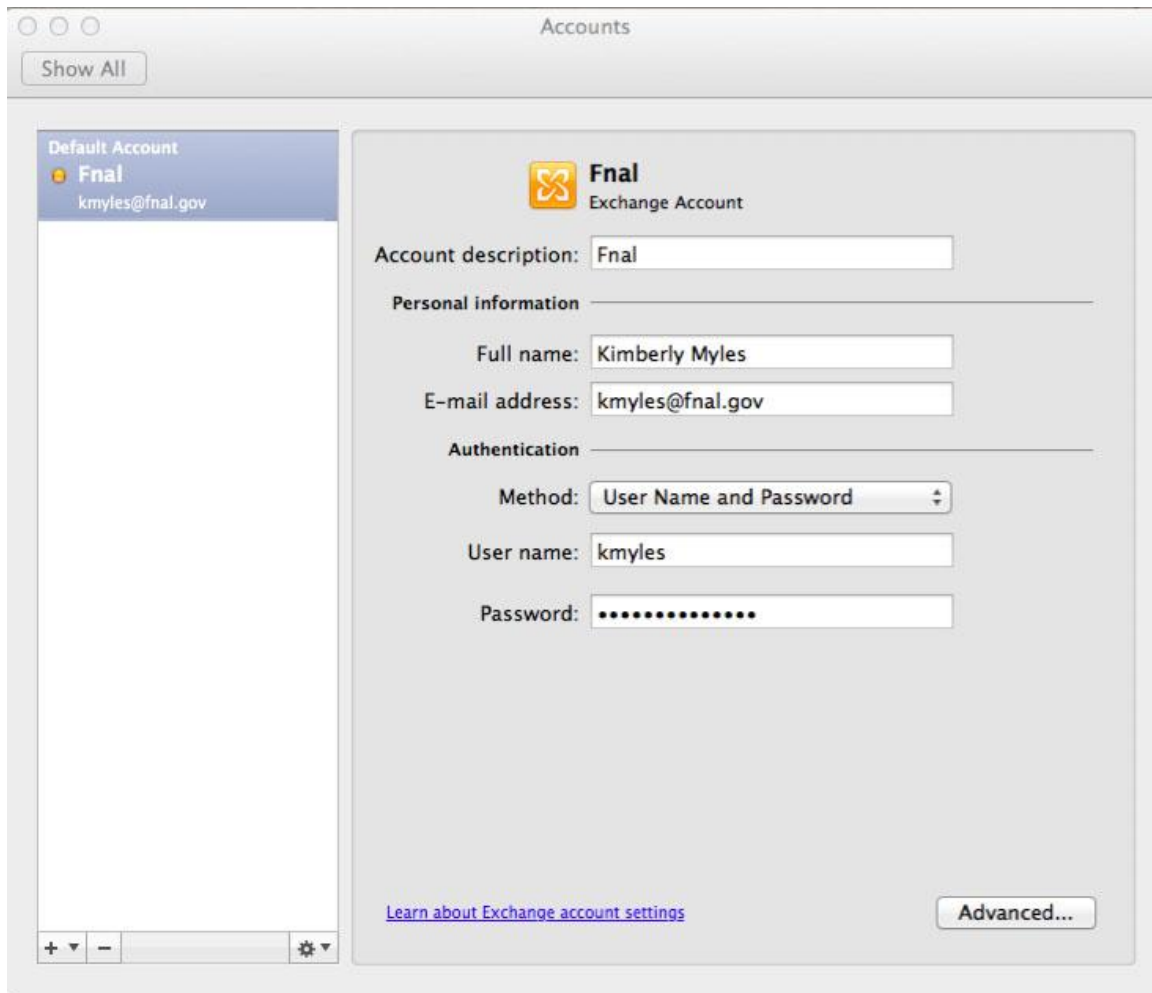 Accounts
Show All
Default Account
Fnal
kmyles@fnal.gov
Fnal
Exchange Account
Account description: Fnal
Personal information
Full name: Kimberly Myles
E-mail address: kmyles@fnal.gov
Authentication
Method: User Name and Password
User name: kmyles
Password: ••••••••••••••
Learn about Exchange account settings
Advanced...